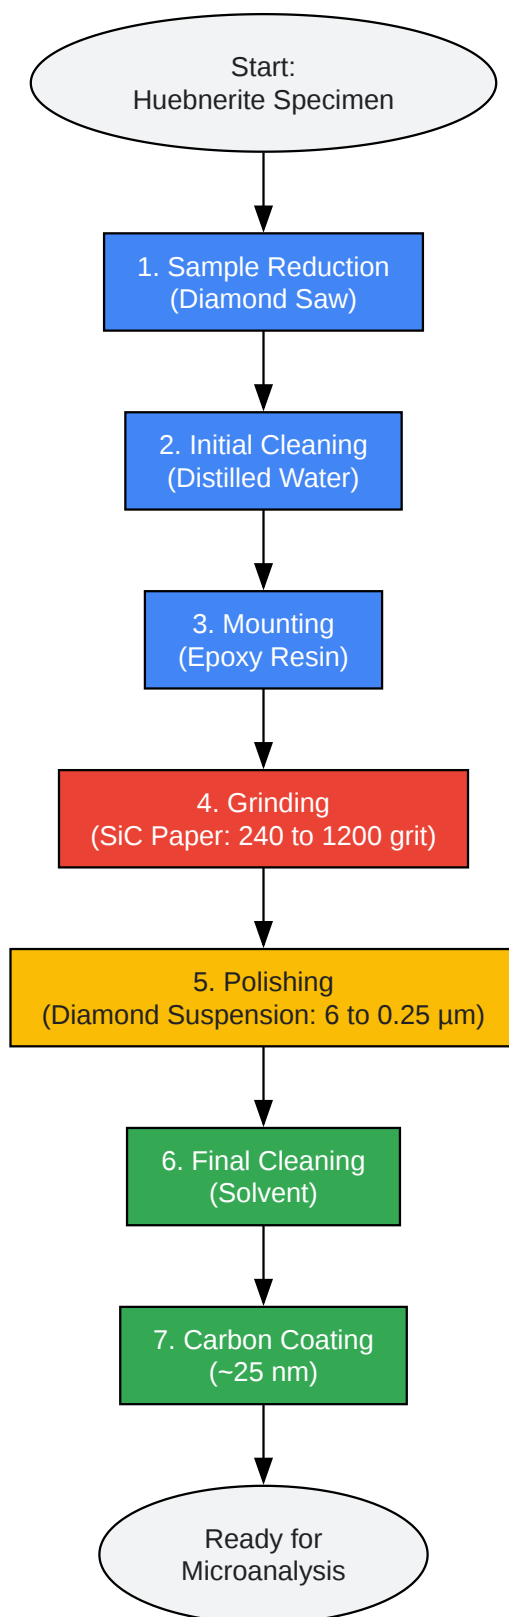 Start:
Huebnerite Specimen
1. Sample Reduction
(Diamond Saw)
2. Initial Cleaning
(Distilled Water)
3. Mounting
(Epoxy Resin)
4. Grinding
(SiC Paper: 240 to 1200 grit)
5. Polishing
(Diamond Suspension: 6 to 0.25 µm)
6. Final Cleaning
(Solvent)
7. Carbon Coating
(~25 nm)
Ready for
Microanalysis